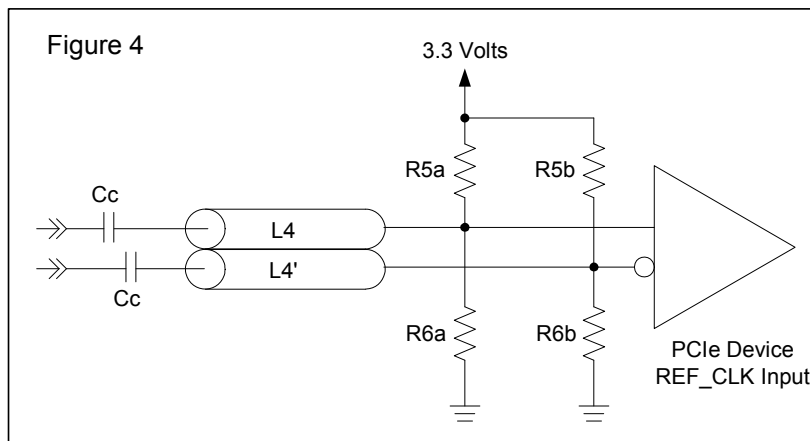 Figure 4
3.3 Volts
R5a
R5b
Cc
L4
L4'
Cc
R6a
R6b
PCIe Device
REF_CLK Input